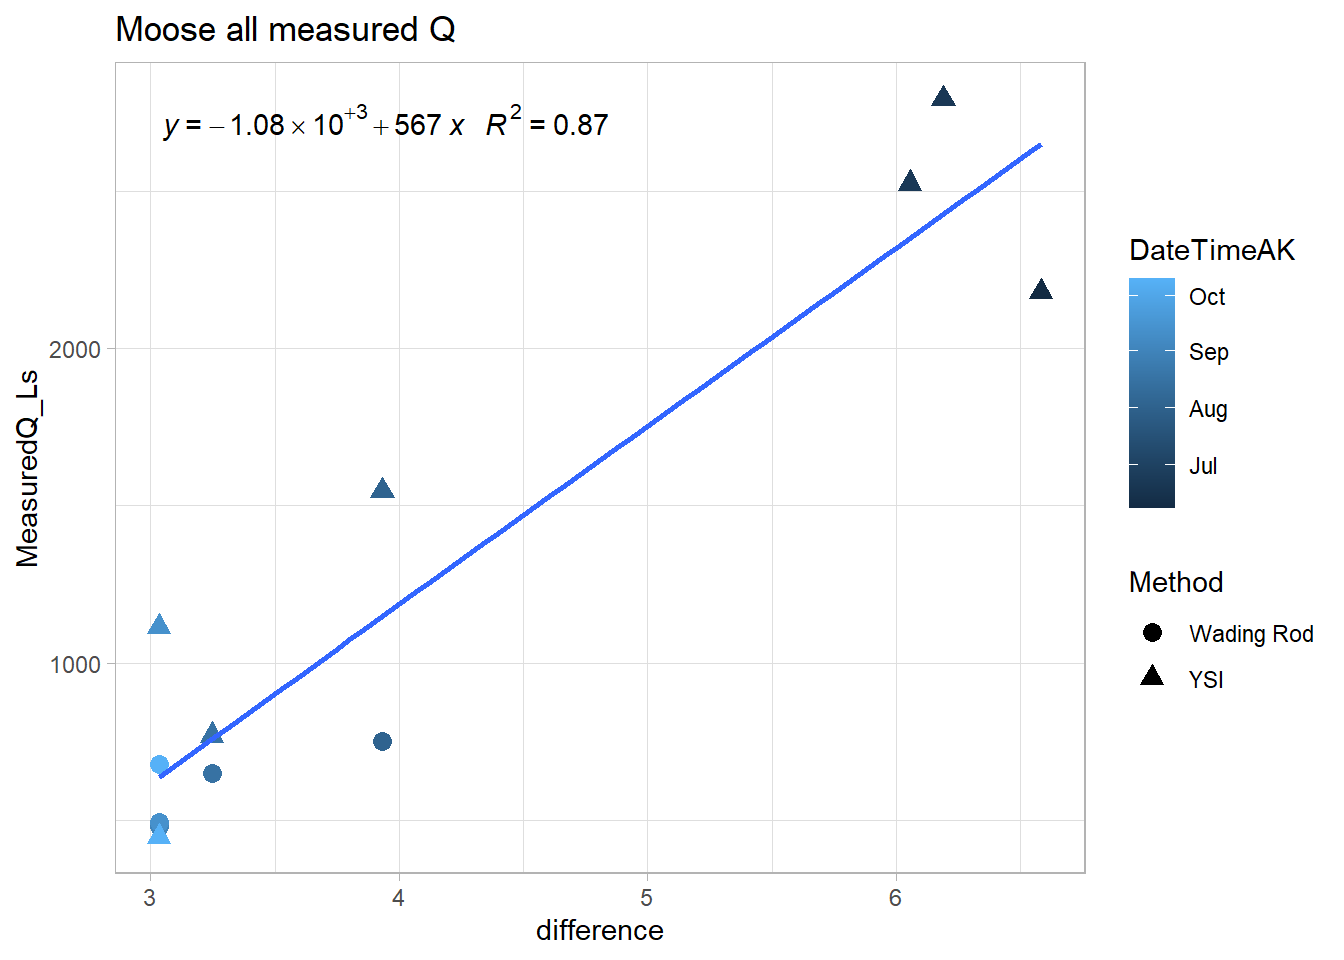 Moose all measured Q
y = − 1.08 × 10⁺³ + 567 x R² = 0.87
MeasuredQ_Ls
2000
1000
3 4 5 6
difference
DateTimeAK
Oct
Sep
Aug
Jul
Method
Wading Rod
YSI